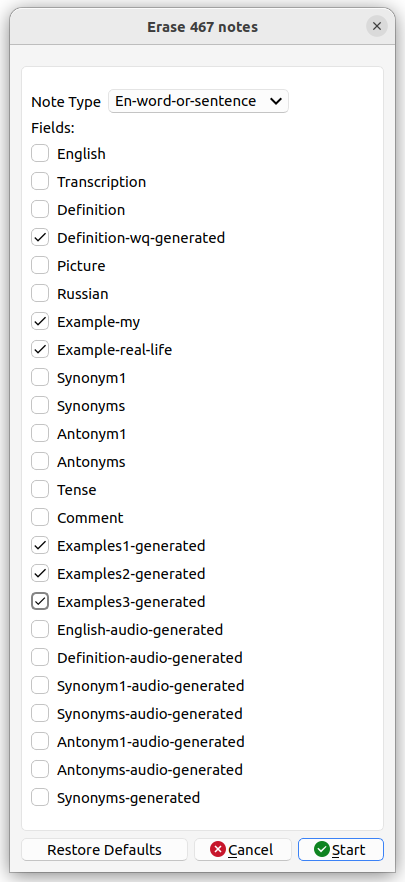 Erase 467 notes
Note Type En-word-or-sentence
Fields:
English
Transcription
Definition
Definition-wq-generated
Picture
Russian
Example-my
Example-real-life
Synonym1
Synonyms
Antonym1
Antonyms
Tense
Comment
Examples1-generated
Examples2-generated
Examples3-generated
English-audio-generated
Definition-audio-generated
Synonym1-audio-generated
Synonyms-audio-generated
Antonym1-audio-generated
Antonyms-audio-generated
Synonyms-generated
Restore Defaults Cancel Start